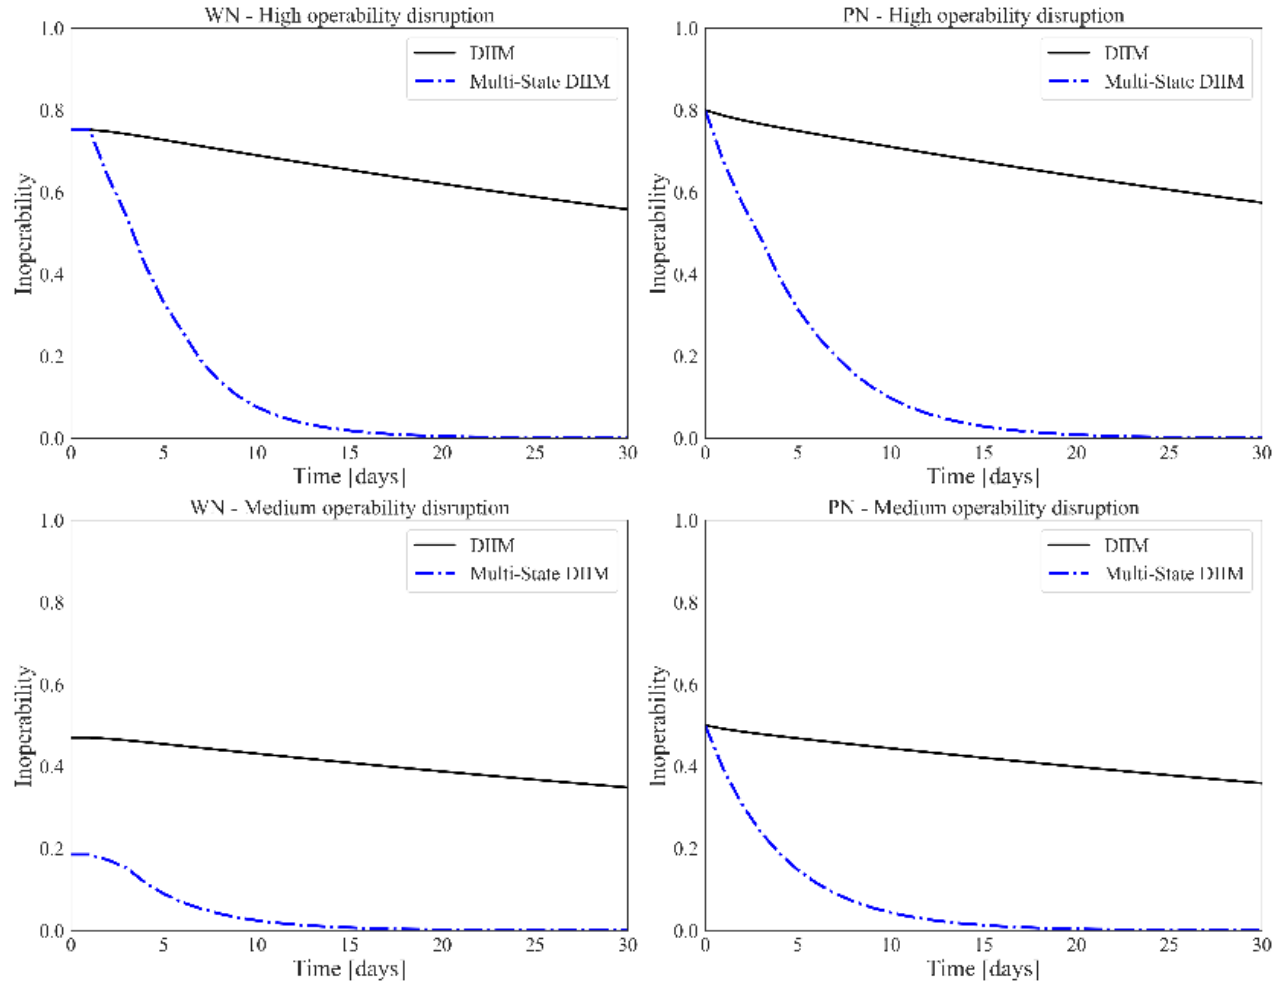 WN - High operability disruption
PN - High operability disruption
1.0
0.8
0.6
0.4
0.2
0.0
Inoperability
DIIM
Multi-State DIIM
0 5 10 15 20 25 30
Time [days]
1.0
0.8
0.6
0.4
0.2
0.0
Inoperability
DIIM
Multi-State DIIM
0 5 10 15 20 25 30
Time [days]
WN - Medium operability disruption
PN - Medium operability disruption
1.0
0.8
0.6
0.4
0.2
0.0
Inoperability
DIIM
Multi-State DIIM
0 5 10 15 20 25 30
Time [days]
1.0
0.8
0.6
0.4
0.2
0.0
Inoperability
DIIM
Multi-State DIIM
0 5 10 15 20 25 30
Time [days]